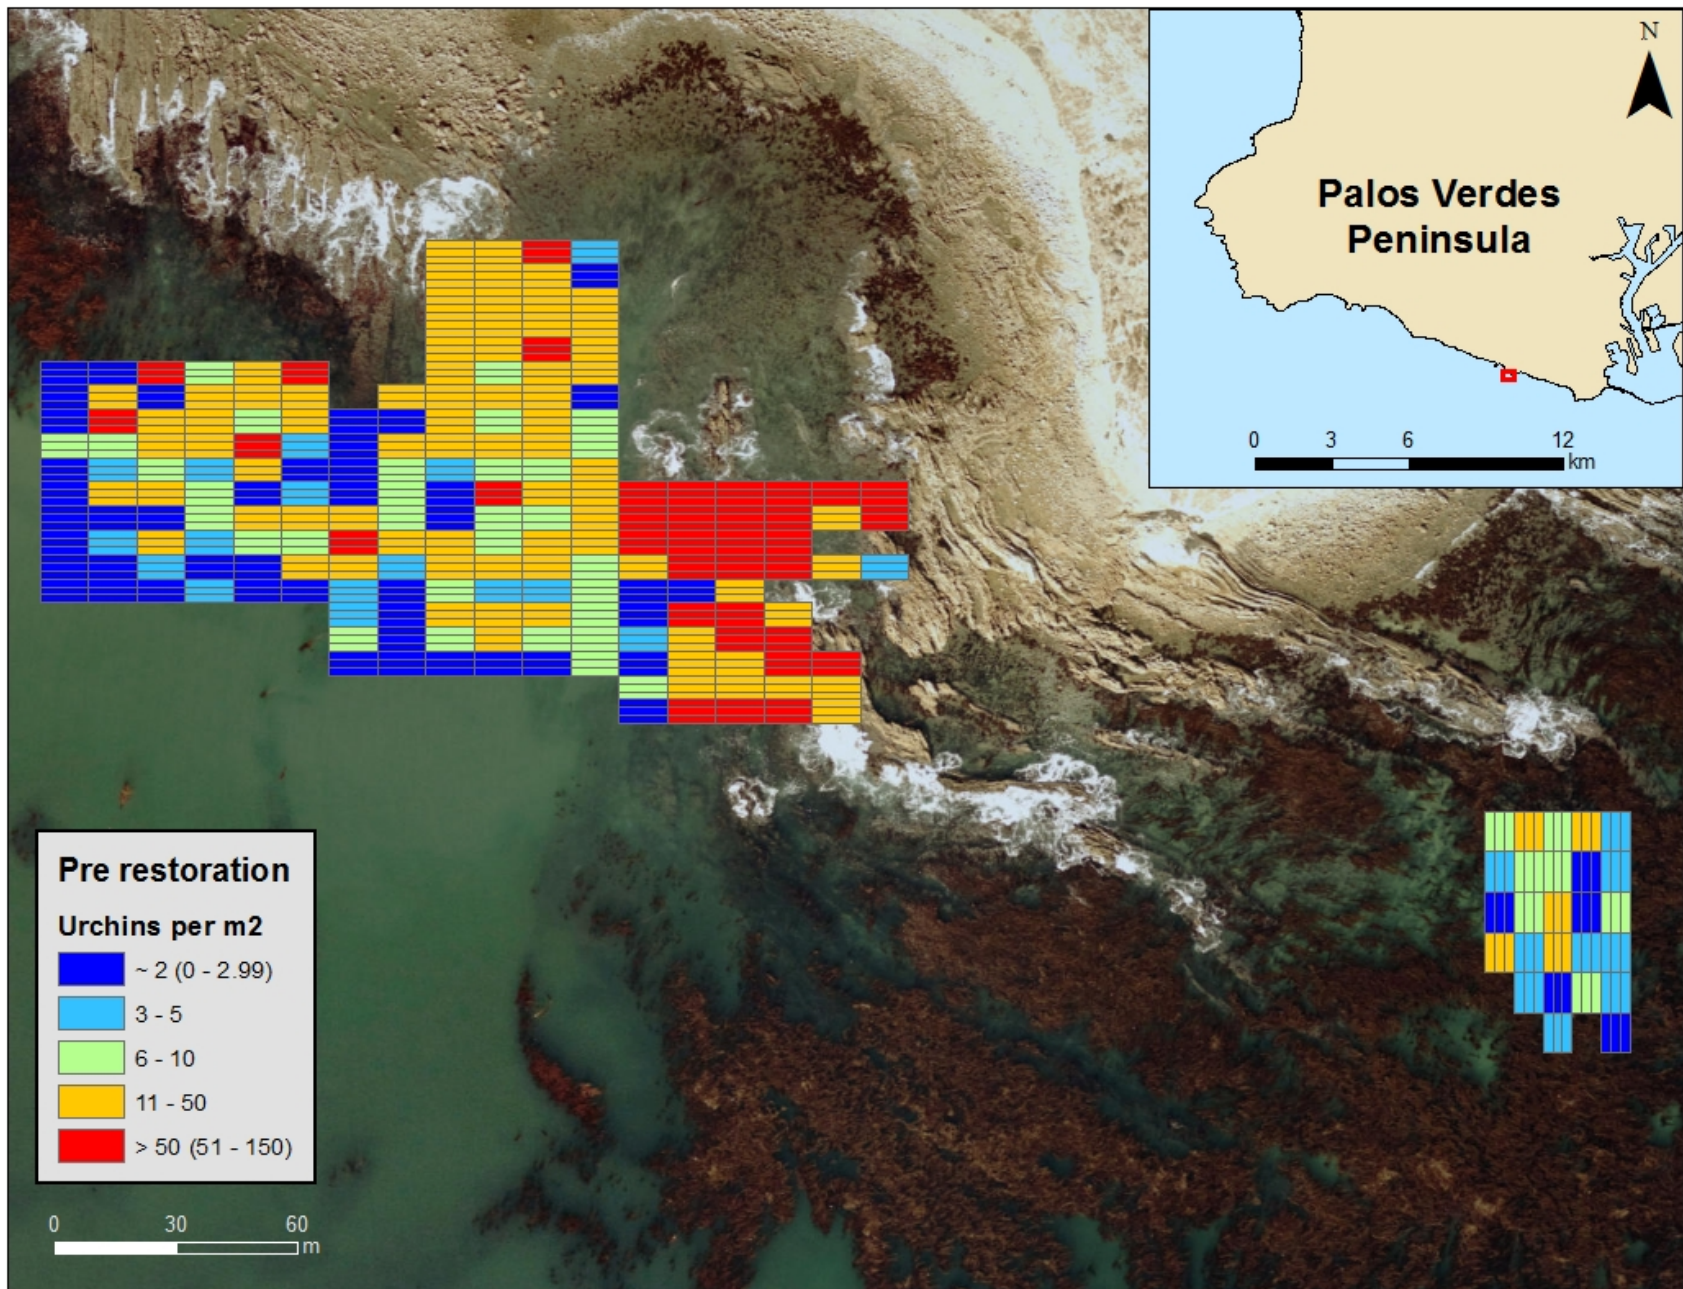 N
Palos Verdes
Peninsula
0 3 6 12
km
Pre restoration
Urchins per m2
~ 2 (0 - 2.99)
3 - 5
6 - 10
11 - 50
> 50 (51 - 150)
0 30 60
m